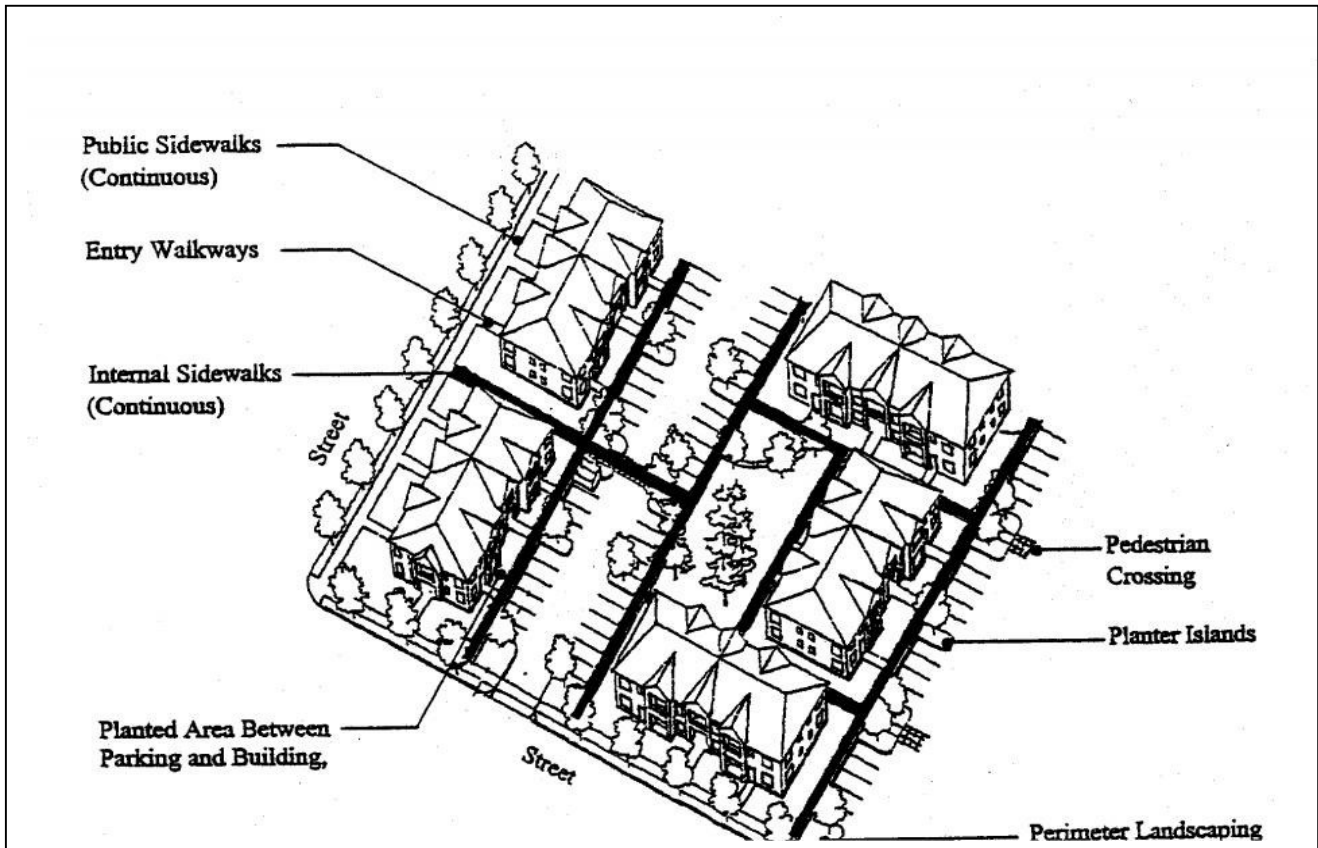 Public Sidewalks
(Continuous)
Entry Walkways
Internal Sidewalks
(Continuous)
Street
Pedestrian
Crossing
Planter Islands
Planted Area Between
Parking and Building,
Street
Perimeter Landscaping